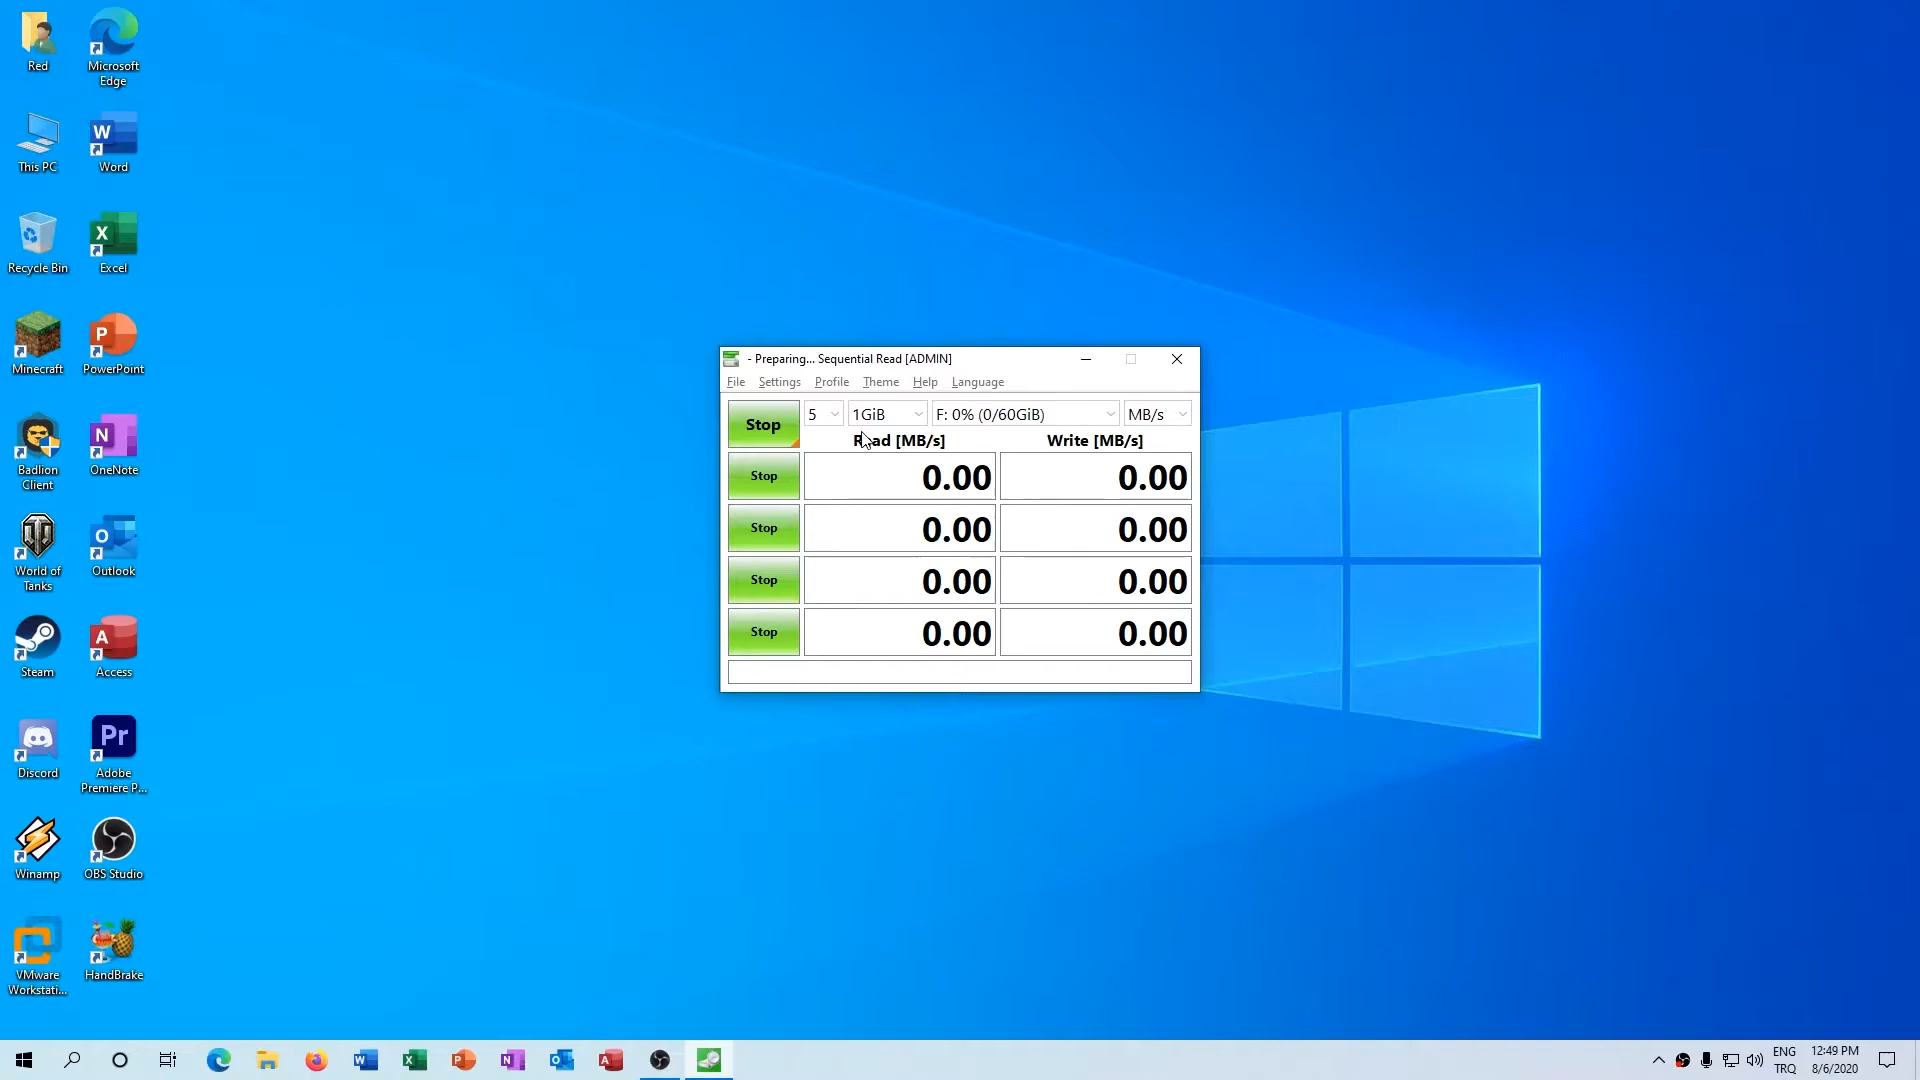 Red
Microsoft
Edge
This PC
Word
Recycle Bin
Excel
Minecraft
PowerPoint
Badlion
Client
OneNote
World of
Tanks
Outlook
Steam
Access
Discord
Adobe
Premiere P...
Winamp
OBS Studio
VMware
Workstati...
HandBrake
- Preparing... Sequential Read [ADMIN]
File Settings Profile Theme Help Language
Stop 5 1GiB F: 0% (0/60GiB) MB/s
Read [MB/s] Write [MB/s]
Stop 0.00 0.00
Stop 0.00 0.00
Stop 0.00 0.00
Stop 0.00 0.00
ENG 12:49 PM
TRQ 8/6/2020